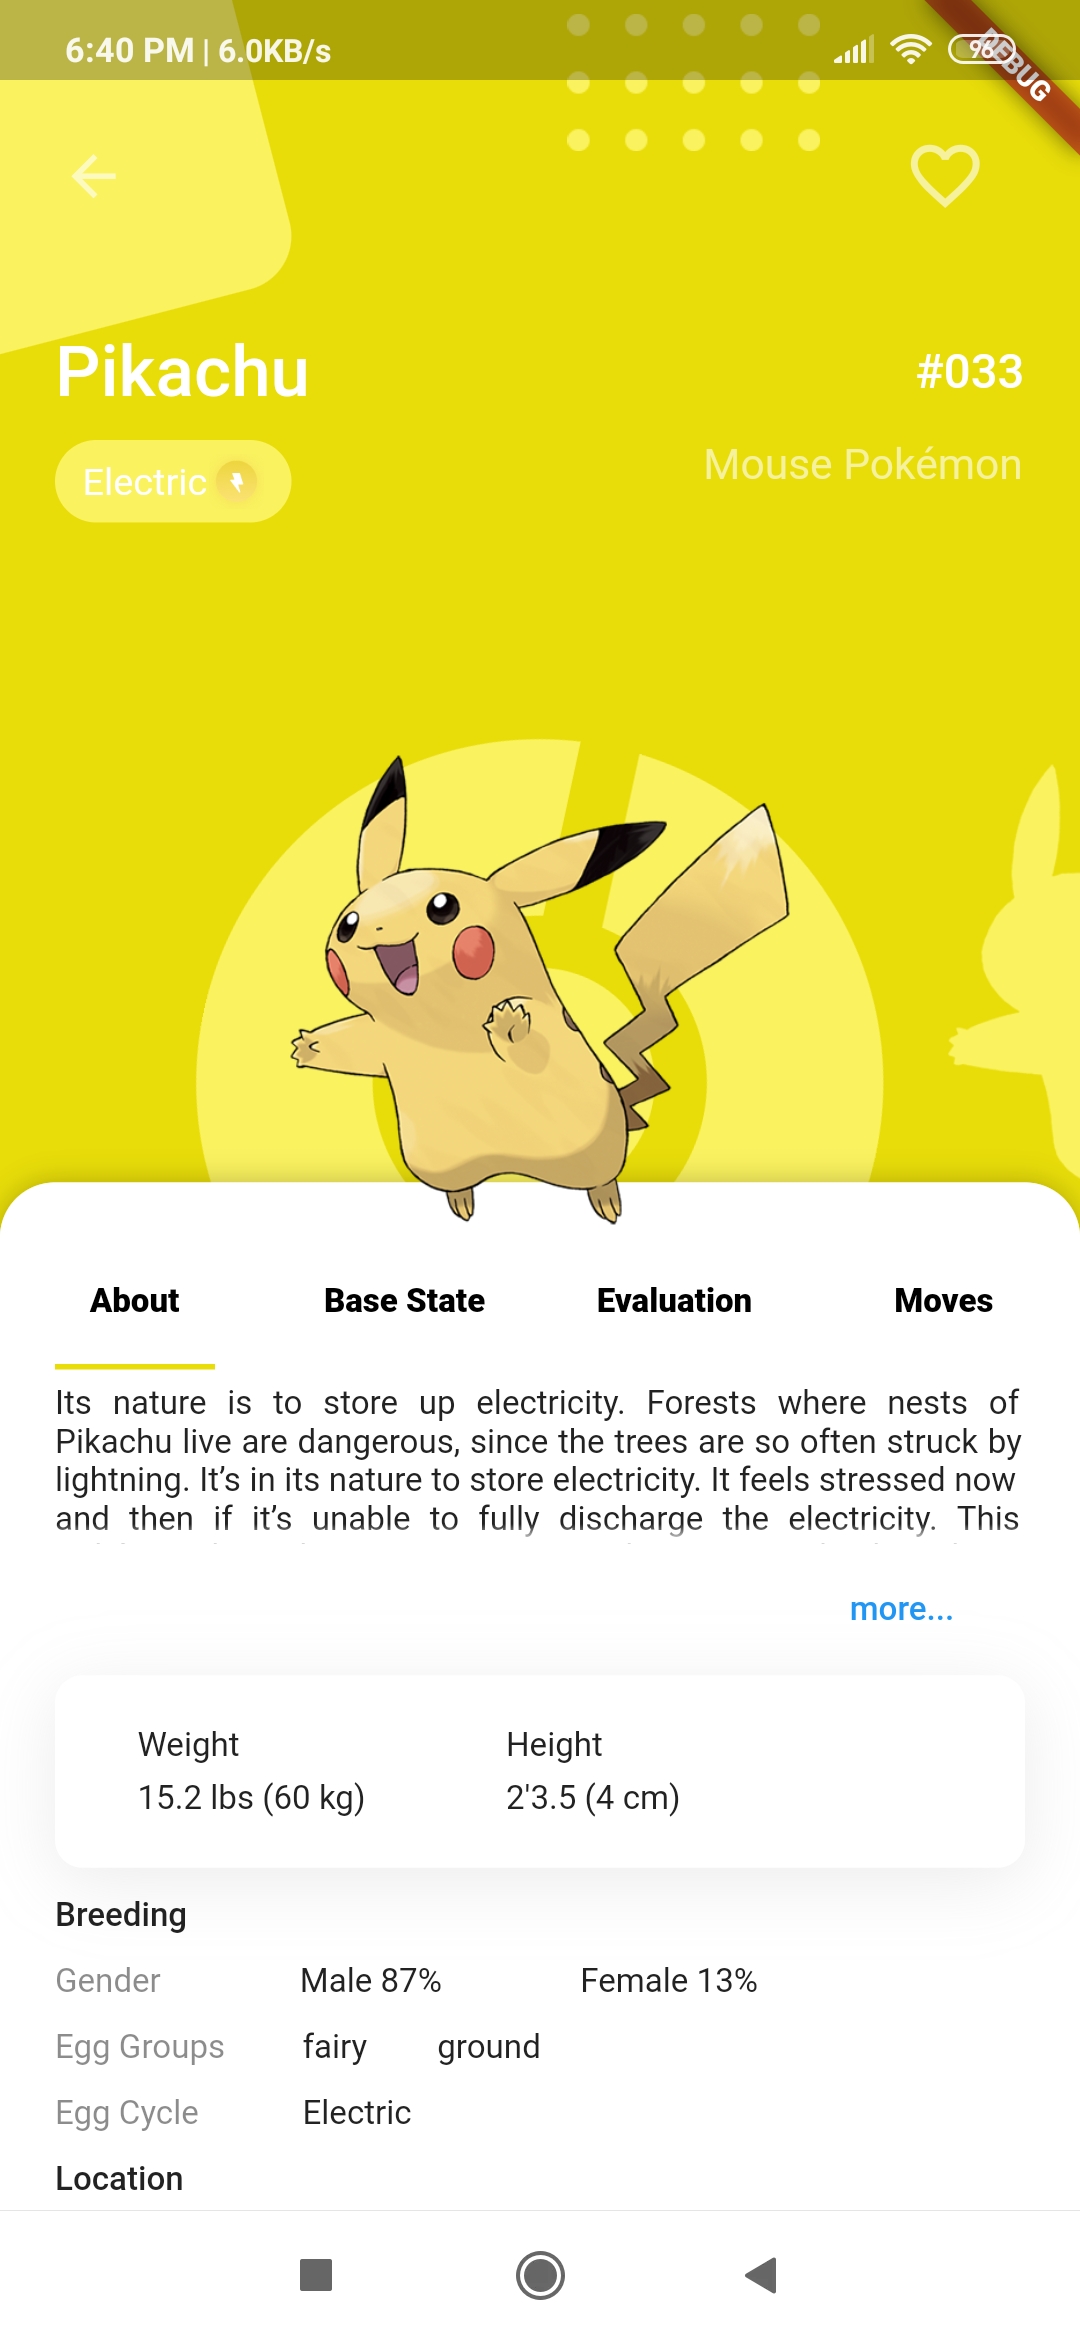 6:40 PM | 6.0KB/s
96
DEBUG
Pikachu
#033
Electric
Mouse Pokémon
About
Base State
Evaluation
Moves
Its nature is to store up electricity. Forests where nests of
Pikachu live are dangerous, since the trees are so often struck by
lightning. It’s in its nature to store electricity. It feels stressed now
and then if it’s unable to fully discharge the electricity. This
more...
Weight
Height
15.2 lbs (60 kg)
2'3.5 (4 cm)
Breeding
Gender Male 87% Female 13%
Egg Groups fairy ground
Egg Cycle Electric
Location